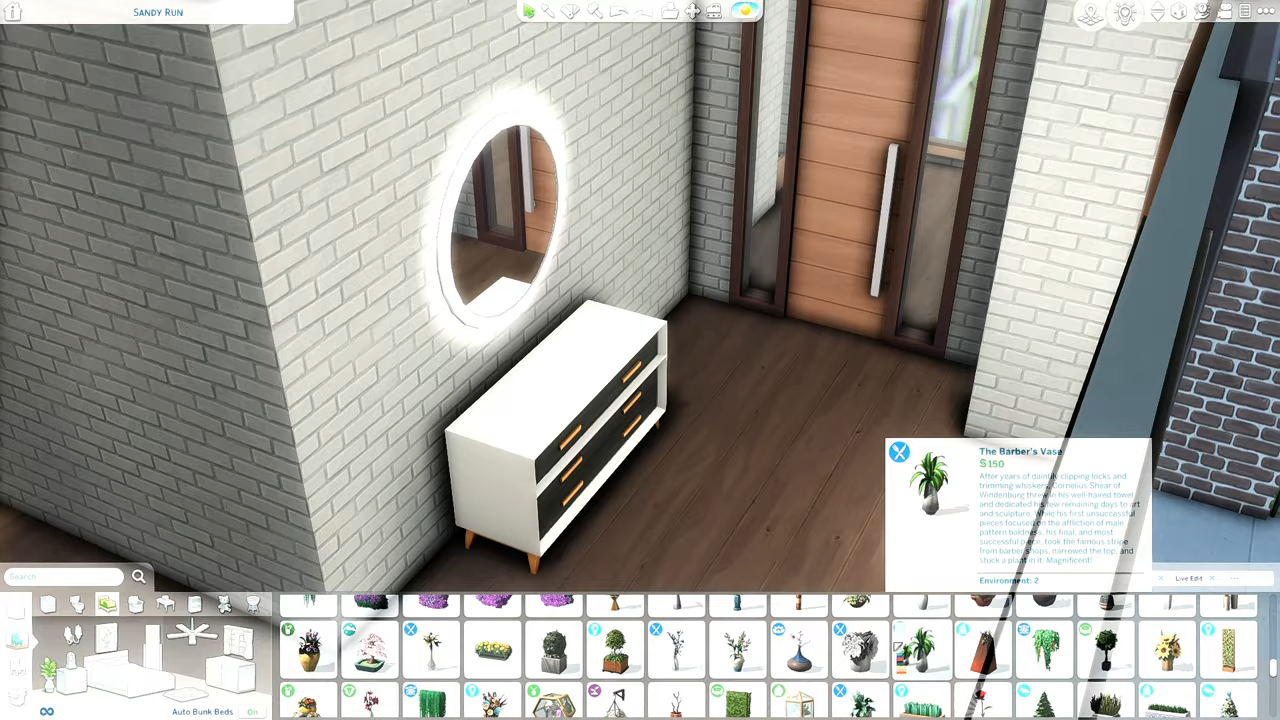 SANDY RUN
The Barber's Vase
$150
After years of daintily clipping locks and
trimming whiskers, Cornelius Shear of
Windenburg threw in his well-haired towel
and dedicated his few remaining days to art
and sculpture. While his first unsuccessful
pieces focused on the affliction of male
pattern baldness, his final, and most
successful piece, took the famous stripe
from barber shops, narrowed the top, and
stuck a plant in it. Magnificent!
Environment: 2
Live Edit
Search
Auto Bunk Beds On